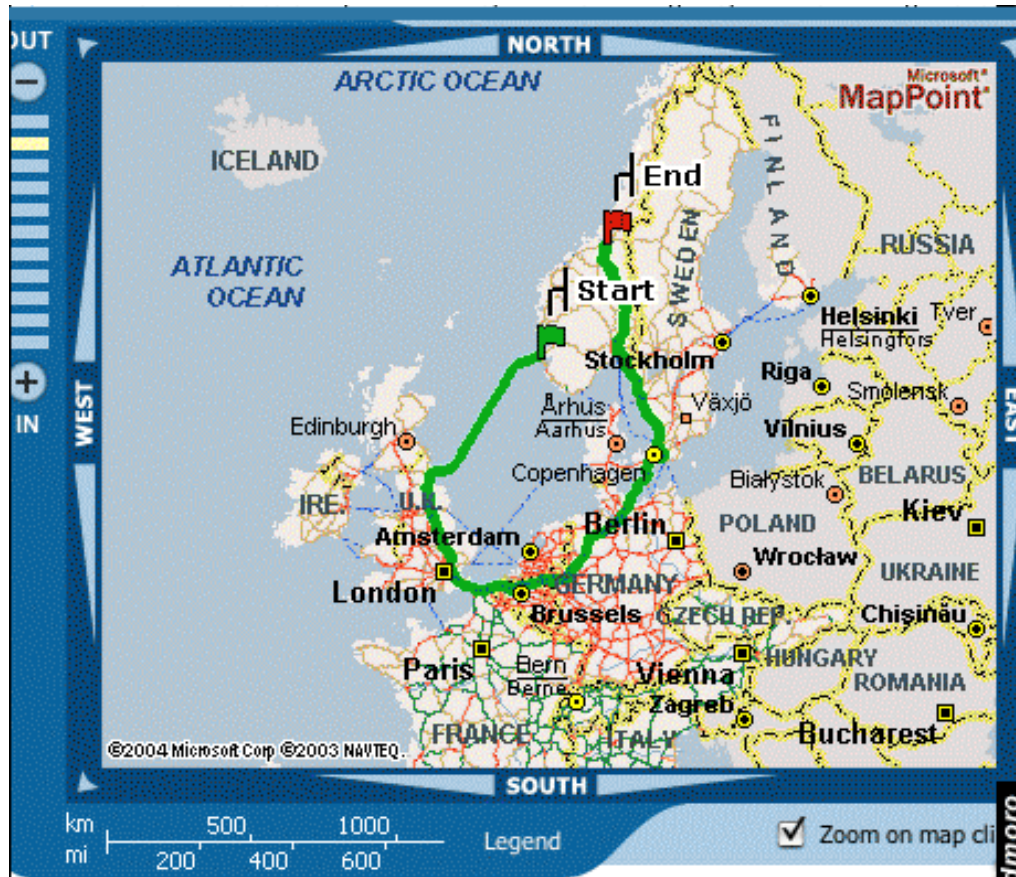 OUT
NORTH
ARCTIC OCEAN
Microsoft®
MapPoint®
ICELAND
FINLAND
End
SWEDEN
RUSSIA
ATLANTIC
OCEAN
Start
Helsinki
Helsingfors
Tver
Stockholm
Riga
Smolensk
IN
WEST
EAST
Århus
Aarhus
Växjö
Edinburgh
Vilnius
Copenhagen
Białystok
BELARUS
IRE.
U.K.
Kiev
Amsterdam
Berlin
POLAND
Wrocław
London
GERMANY
UKRAINE
Brussels
CZECH REP.
Chişinău
Paris
Bern
Berne
Vienna
HUNGARY
ROMANIA
Zagreb
FRANCE
ITALY
Bucharest
©2004 Microsoft Corp ©2003 NAVTEQ..
SOUTH
km 500 1000
mi 200 400 600
Legend
Zoom on map cli
dmoro